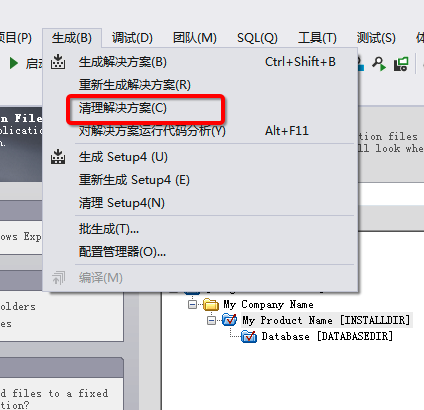 项目(P) 生成(B) 调试(D) 团队(M) SQL(Q) 工具(T) 测试(S)
生成解决方案(B) Ctrl+Shift+B
重新生成解决方案(R)
清理解决方案(C)
对解决方案运行代码分析(Y) Alt+F11
生成 Setup4 (U)
重新生成 Setup4 (E)
清理 Setup4(N)
批生成(T)...
配置管理器(O)...
编译(M)
启
on Fil
plicatio
n.
tion files
ll look whe
ows Exp
olders
es
d files to a fixed
tion?
My Company Name
My Product Name [INSTALLDIR]
Database [DATABASEDIR]